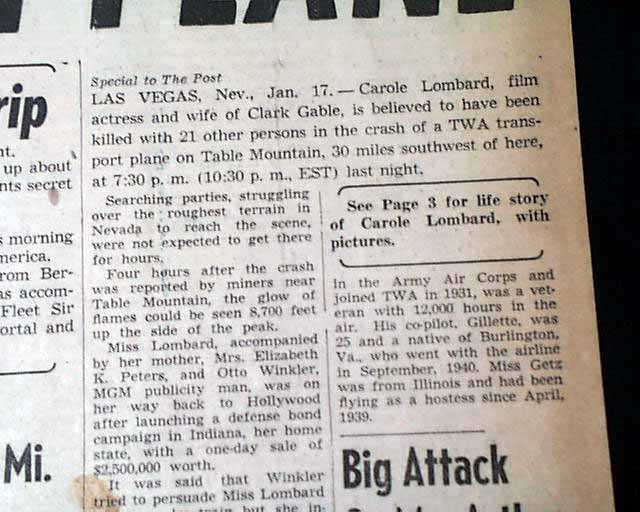 PLANE
Special to The Post
LAS VEGAS, Nev., Jan. 17. — Carole Lombard, film
actress and wife of Clark Gable, is believed to have been
killed with 21 other persons in the crash of a TWA trans-
port plane on Table Mountain, 30 miles southwest of here,
at 7:30 p. m. (10:30 p. m., EST) last night.
Searching parties, struggling
over the roughest terrain in
Nevada to reach the scene,
were not expected to get there
for hours.
Four hours after the crash
was reported by miners near
Table Mountain, the glow of
flames could be seen 8,700 feet
up the side of the peak.
Miss Lombard, accompanied
by her mother, Mrs. Elizabeth
K. Peters, and Otto Winkler,
MGM publicity man, was on
her way back to Hollywood
after launching a defense bond
campaign in Indiana, her home
state, with a one-day sale of
$2,500,000 worth.
It was said that Winkler
tried to persuade Miss Lombard
train but she in-
See Page 3 for life story
of Carole Lombard, with
pictures.
in the Army Air Corps and
joined TWA in 1931, was a vet-
eran with 12,000 hours in the
air. His co-pilot, Gillette, was
25 and a native of Burlington,
Va., who went with the airline
in September, 1940. Miss Getz
was from Illinois and had been
flying as a hostess since April,
1939.
Big Attack
rip
nt.
up about
nts secret
s morning
merica.
rom Ber-
as accom-
Fleet Sir
ortal and
Mi.